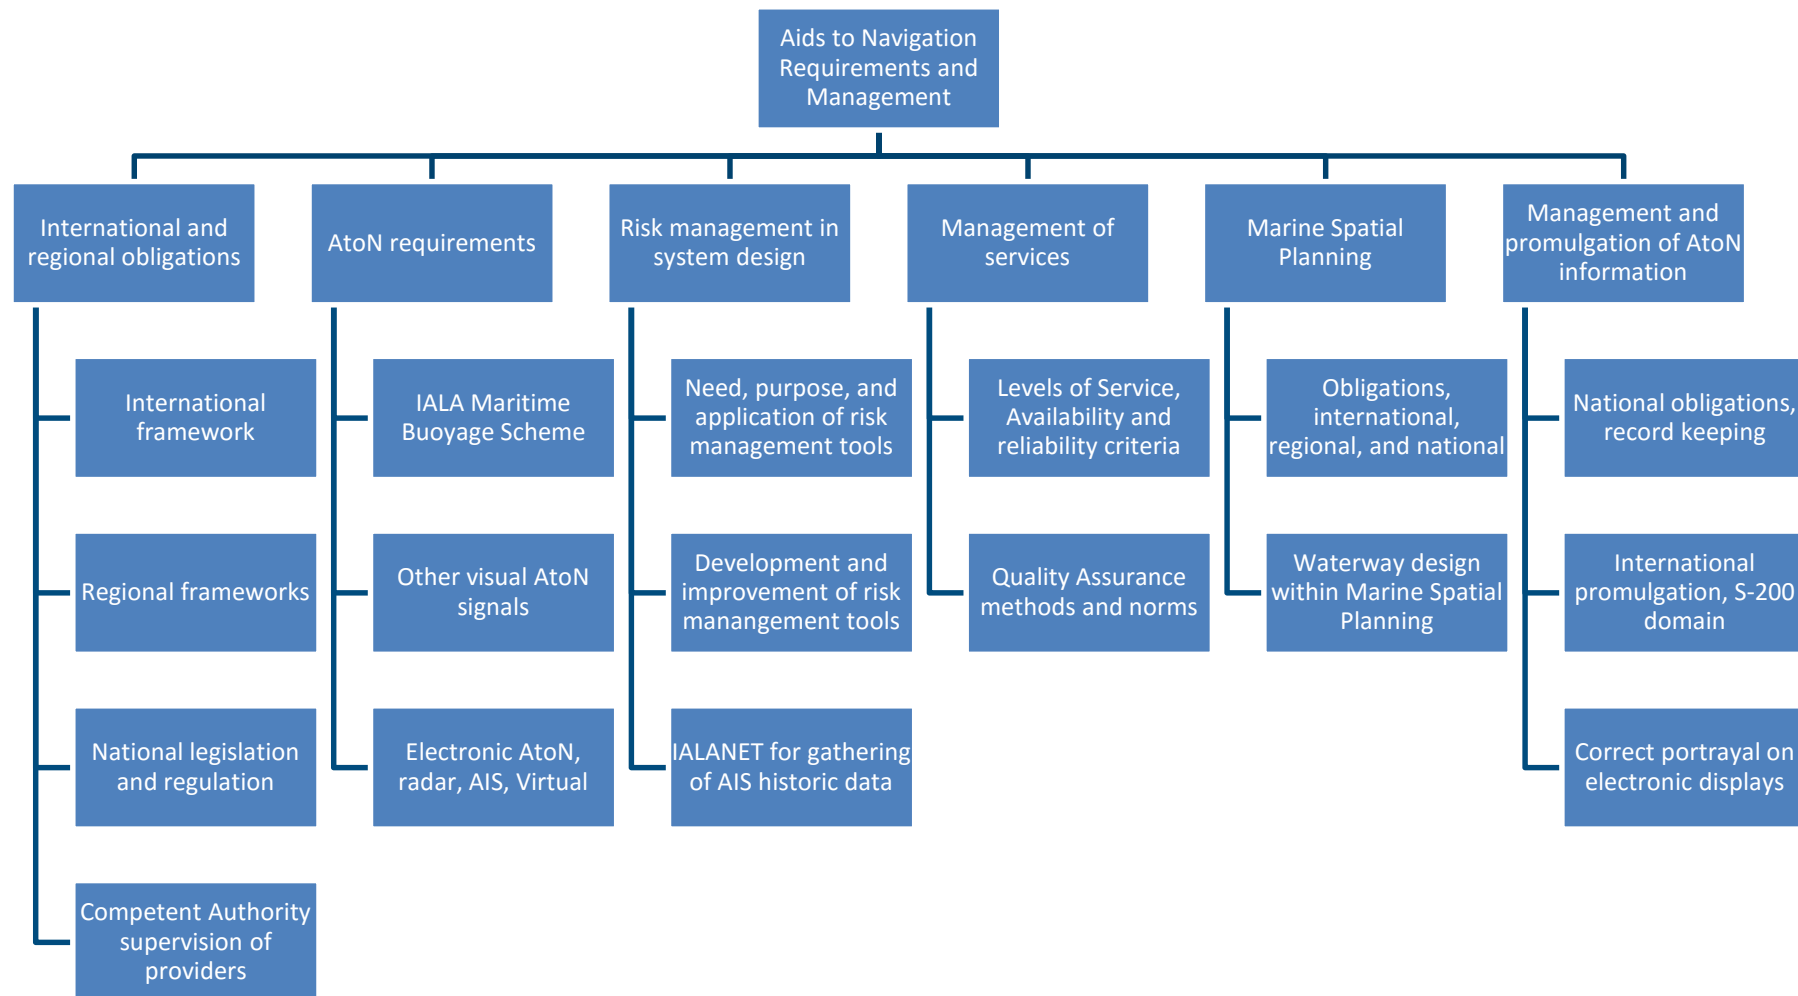 Aids to Navigation
Requirements and
Management
International and
regional obligations
International
framework
Regional frameworks
National legislation
and regulation
Competent Authority
supervision of
providers
AtoN requirements
IALA Maritime
Buoyage Scheme
Other visual AtoN
signals
Electronic AtoN,
radar, AIS, Virtual
Risk management in
system design
Need, purpose, and
application of risk
management tools
Development and
improvement of risk
manangement tools
IALANET for gathering
of AIS historic data
Management of
services
Levels of Service,
Availability and
reliability criteria
Quality Assurance
methods and norms
Marine Spatial
Planning
Obligations,
international,
regional, and national
Waterway design
within Marine Spatial
Planning
Management and
promulgation of AtoN
information
National obligations,
record keeping
International
promulgation, S-200
domain
Correct portrayal on
electronic displays